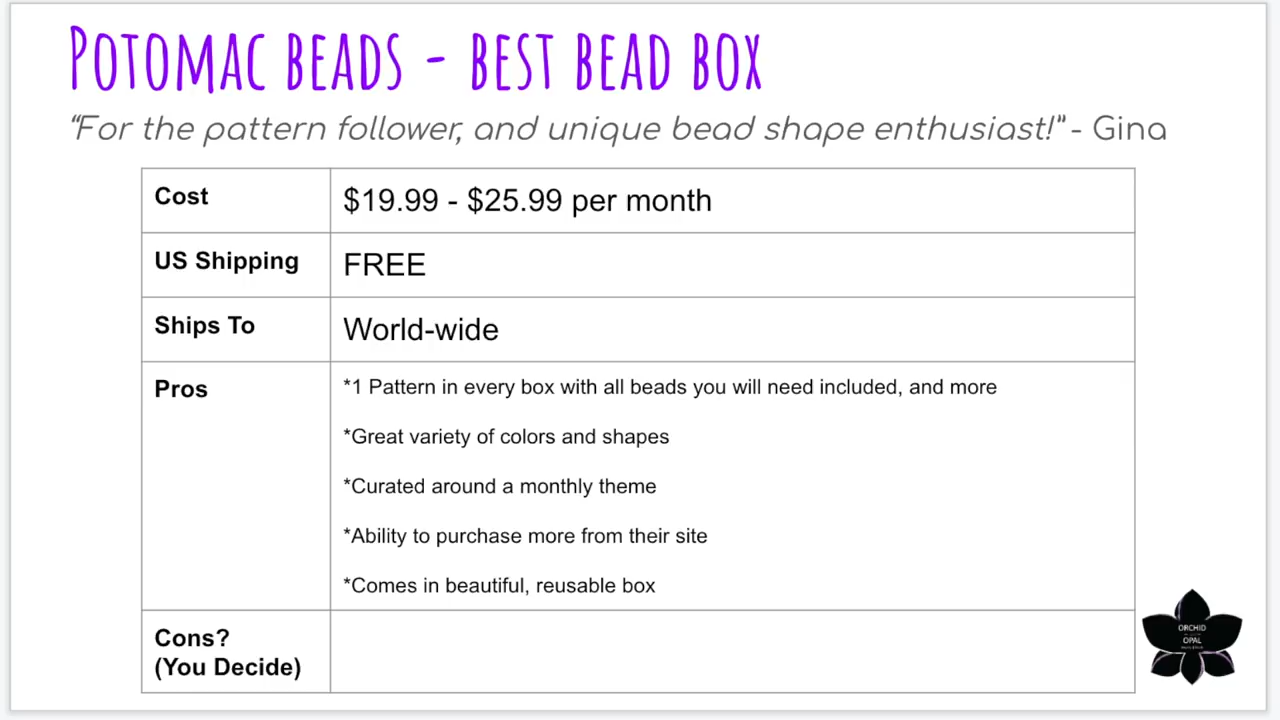 POTOMAC BEADS - BEST BEAD BOX
“For the pattern follower, and unique bead shape enthusiast!” - Gina
Cost
$19.99 - $25.99 per month
US Shipping
FREE
Ships To
World-wide
Pros
*1 Pattern in every box with all beads you will need included, and more
*Great variety of colors and shapes
*Curated around a monthly theme
*Ability to purchase more from their site
*Comes in beautiful, reusable box
Cons?
(You Decide)
ORCHID
OPAL